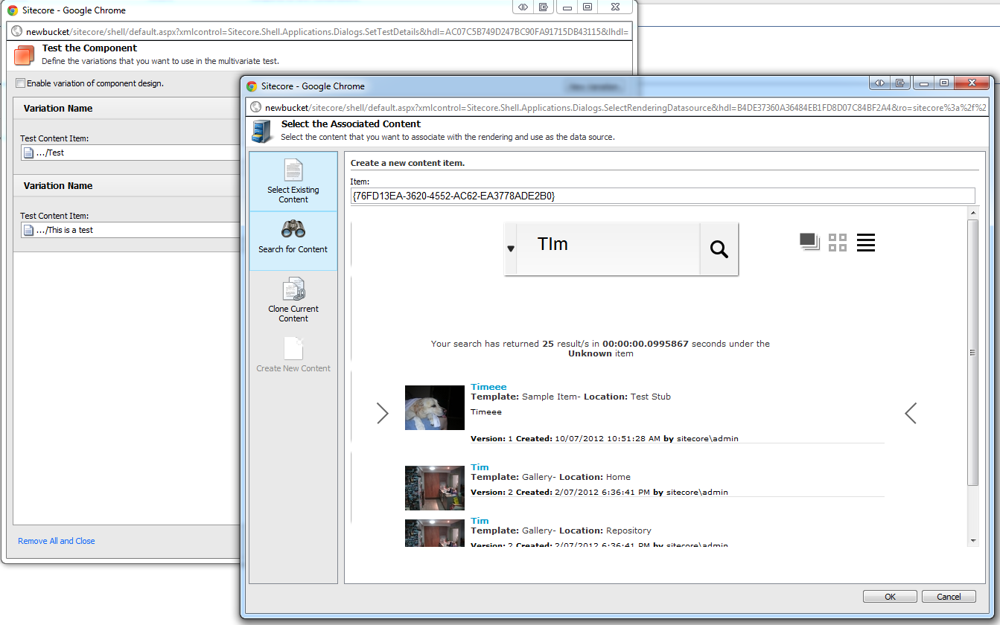 Sitecore - Google Chrome
newbucket/sitecore/shell/default.aspx?xmlcontrol=Sitecore.Shell.Applications.Dialogs.SetTestDetails&hdl=AC07C5B749D247BC90FA91715DB43115&lhdl=
Test the Component
Define the variations that you want to use in the multivariate test.
Enable variation of component design.
Variation Name
Test Content Item:
.../Test
Variation Name
Test Content Item:
.../This is a test
Remove All and Close
Sitecore - Google Chrome
newbucket/sitecore/shell/default.aspx?xmlcontrol=Sitecore.Shell.Applications.Dialogs.SelectRenderingDatasource&hdl=B4DE37360A36484EB1FD8D07C84BF2A4&ro=sitecore%3a%2f%2
Select the Associated Content
Select the content that you want to associate with the rendering and use as the data source.
Select Existing
Content
Search for Content
Clone Current
Content
Create New Content
Create a new content item.
Item:
{76FD13EA-3620-4552-AC62-EA3778ADE2B0}
TIm
Your search has returned 25 result/s in 00:00:00.0995867 seconds under the
Unknown item
Timeee
Template: Sample Item- Location: Test Stub
Timeee
Version: 1 Created: 10/07/2012 10:51:28 AM by sitecore\admin
Tim
Template: Gallery- Location: Home
Version: 2 Created: 2/07/2012 6:36:41 PM by sitecore\admin
Tim
Template: Gallery- Location: Repository
Version: 2 Created: 2/07/2012 6:36:41 PM by sitecore\admin
OK
Cancel